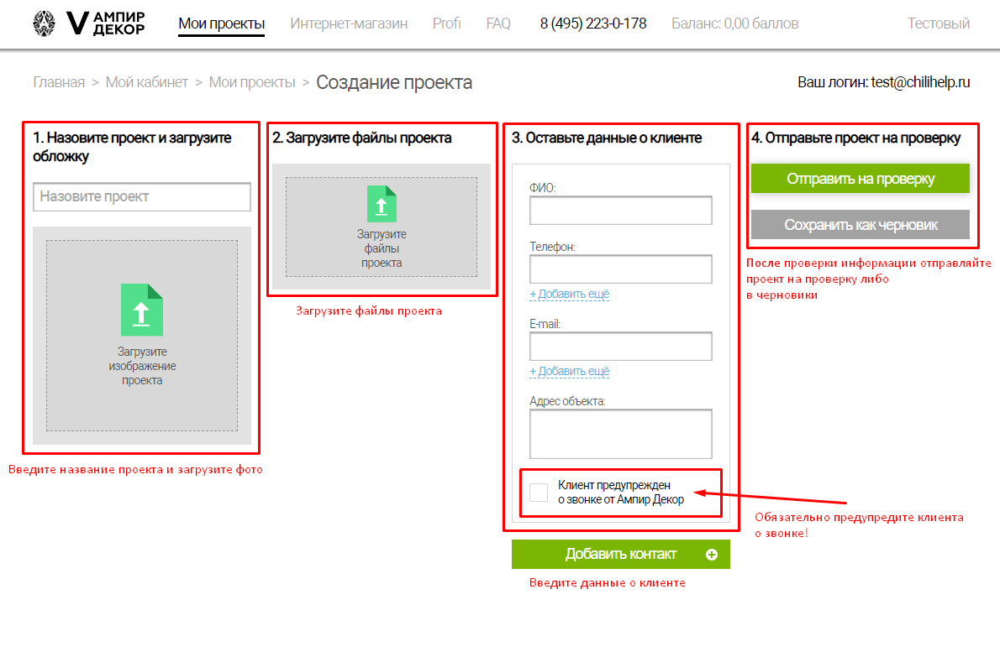 АМПИР
ДЕКОР
Мои проекты
Интернет-магазин
Profi
FAQ
8 (495) 223-0-178
Баланс: 0,00 баллов
Тестовый
Главная > Мой кабинет > Мои проекты > Создание проекта
Ваш логин: test@chilihelp.ru
1. Назовите проект и загрузите
обложку
Назовите проект
Загрузите
изображение
проекта
Введите название проекта и загрузите фото
2. Загрузите файлы проекта
Загрузите
файлы
проекта
Загрузите файлы проекта
3. Оставьте данные о клиенте
ФИО:
Телефон:
+ Добавить ещё
E-mail:
+ Добавить ещё
Адрес объекта:
Клиент предупрежден
о звонке от Ампир Декор
Добавить контакт
Введите данные о клиенте
4. Отправьте проект на проверку
Отправить на проверку
Сохранить как черновик
После проверки информации отправляйте
проект на проверку либо
в черновики
Обязательно предупредите клиента
о звонке!